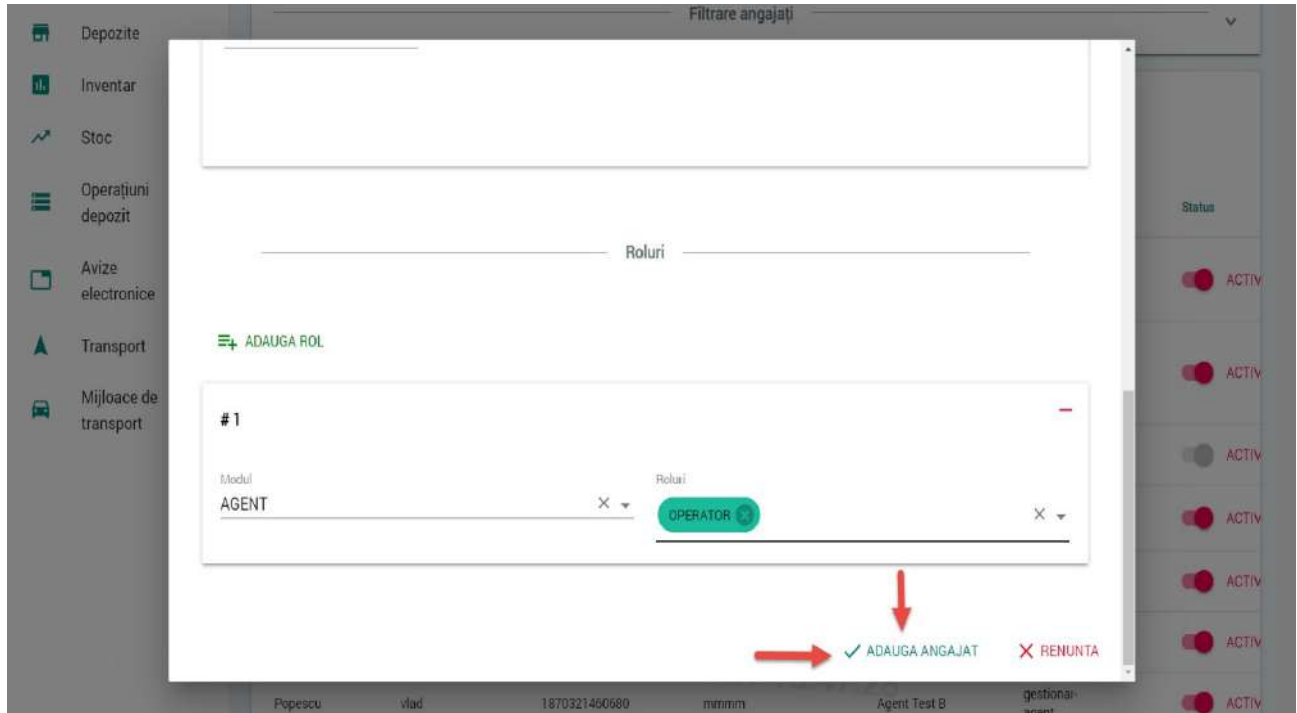 Filtrare angajați
Depozite
Inventar
Stoc
Operațiuni
depozit
Status
Avize
electronice
Roluri
ACTIV
Transport
ADAUGA ROL
ACTIV
Mijloace de
transport
# 1
ACTIV
Modul
Roluri
AGENT
OPERATOR
ACTIV
ACTIV
ADAUGA ANGAJAT
RENUNTA
ACTIV
Popescu
vlad
1870321460680
mmmm
Agent Test B
gestionar-
agent
ACTIV